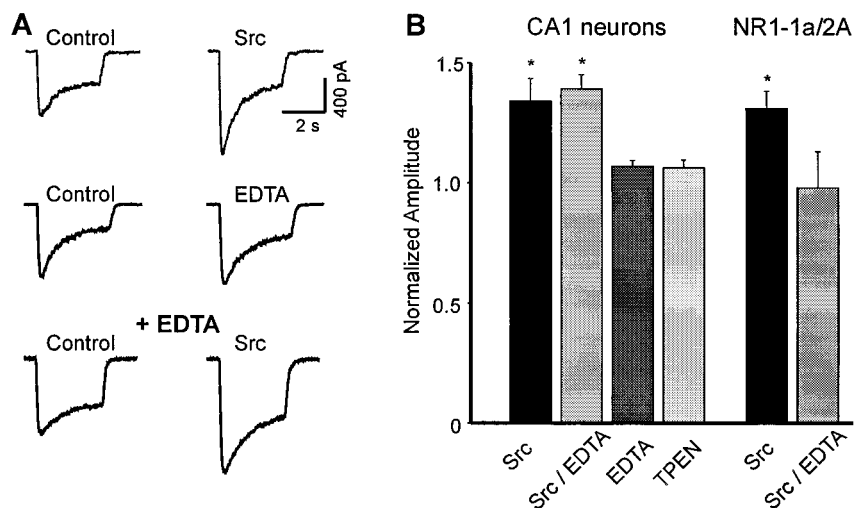 A
Control
Src
400 pA
2 s
Control
EDTA
+ EDTA
Control
Src
B
CA1 neurons
NR1-1a/2A
Normalized Amplitude
1.5
1.0
0.5
0
*
*
*
Src
Src / EDTA
EDTA
TPEN
Src
Src / EDTA